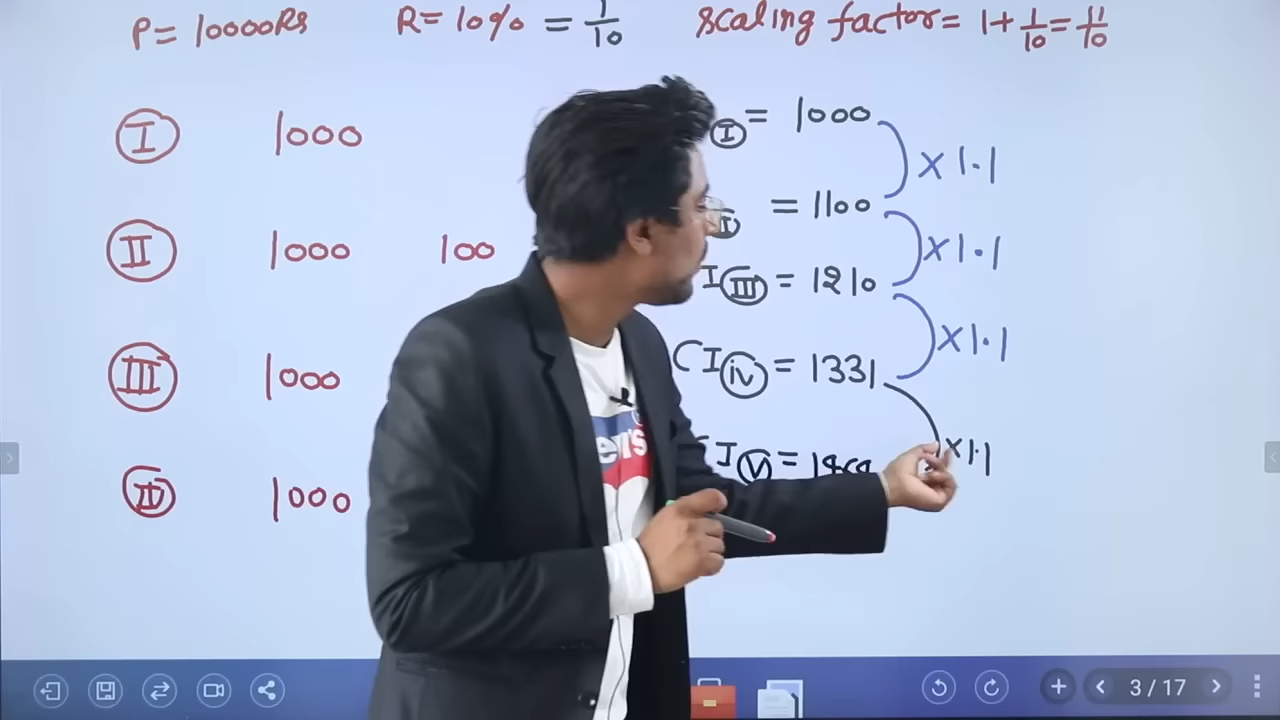 P= 10000Rs R= 10% = 1/10 scaling factor= 1+ 1/10 = 11/10
I 1000
II 1000 100
III 1000
IV 1000
I = 1000
= 1100
I III = 1210
CI iv = 1331
I V =
×1.1
×1.1
×1.1
×1.1
3 / 17